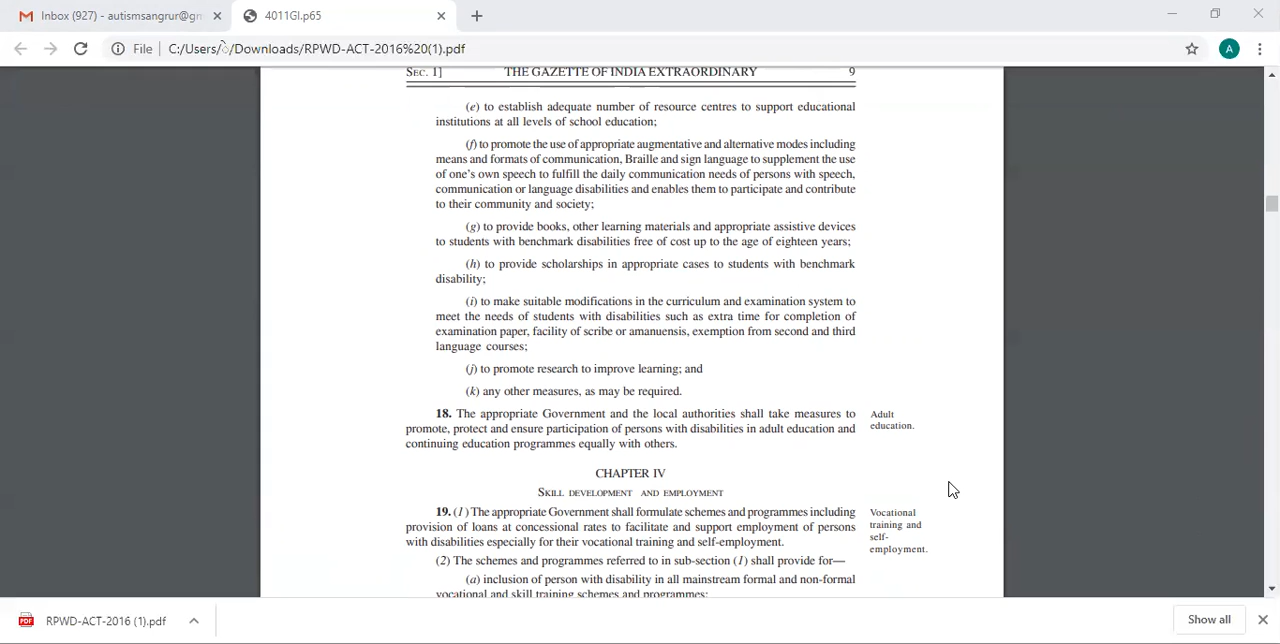 Inbox (927) - autismsangrur@gm
4011GI.p65
File
C:/Users/
/Downloads/RPWD-ACT-2016%20(1).pdf
A
SEC. 1]
THE GAZETTE OF INDIA EXTRAORDINARY
9
(e) to establish adequate number of resource centres to support educational
institutions at all levels of school education;
(f) to promote the use of appropriate augmentative and alternative modes including
means and formats of communication, Braille and sign language to supplement the use
of one's own speech to fulfill the daily communication needs of persons with speech,
communication or language disabilities and enables them to participate and contribute
to their community and society;
(g) to provide books, other learning materials and appropriate assistive devices
to students with benchmark disabilities free of cost up to the age of eighteen years;
(h) to provide scholarships in appropriate cases to students with benchmark
disability;
(i) to make suitable modifications in the curriculum and examination system to
meet the needs of students with disabilities such as extra time for completion of
examination paper, facility of scribe or amanuensis, exemption from second and third
language courses;
(j) to promote research to improve learning; and
(k) any other measures, as may be required.
18. The appropriate Government and the local authorities shall take measures to
promote, protect and ensure participation of persons with disabilities in adult education and
continuing education programmes equally with others.
Adult
education.
CHAPTER IV
SKILL DEVELOPMENT AND EMPLOYMENT
19. (1) The appropriate Government shall formulate schemes and programmes including
provision of loans at concessional rates to facilitate and support employment of persons
with disabilities especially for their vocational training and self-employment.
Vocational
training and
self-
employment.
(2) The schemes and programmes referred to in sub-section (1) shall provide for—
(a) inclusion of person with disability in all mainstream formal and non-formal
vocational and skill training schemes and programmes;
RPWD-ACT-2016 (1).pdf
Show all